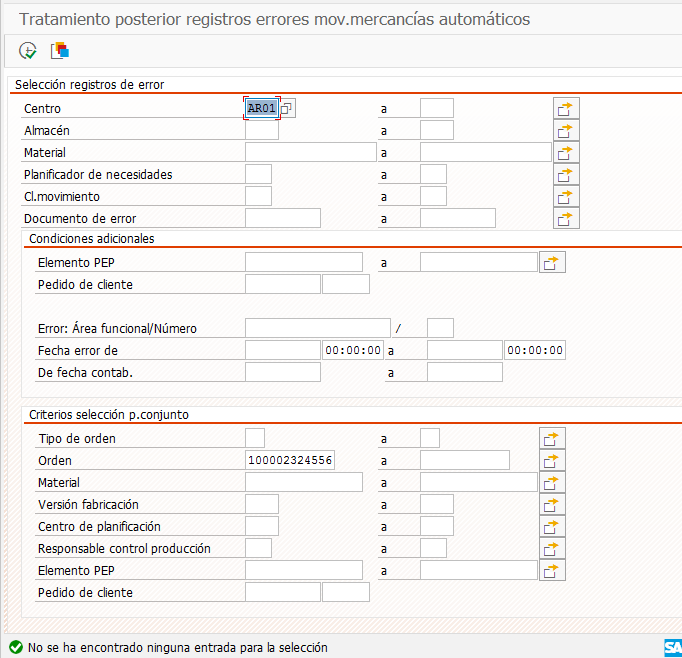 Tratamiento posterior registros errores mov.mercancías automáticos
Selección registros de error
Centro AR01 a
Almacén a
Material a
Planificador de necesidades a
Cl.movimiento a
Documento de error a
Condiciones adicionales
Elemento PEP a
Pedido de cliente
Error: Área funcional/Número /
Fecha error de 00:00:00 a 00:00:00
De fecha contab. a
Criterios selección p.conjunto
Tipo de orden a
Orden 100002324556 a
Material a
Versión fabricación a
Centro de planificación a
Responsable control producción a
Elemento PEP a
Pedido de cliente
No se ha encontrado ninguna entrada para la selección
SA